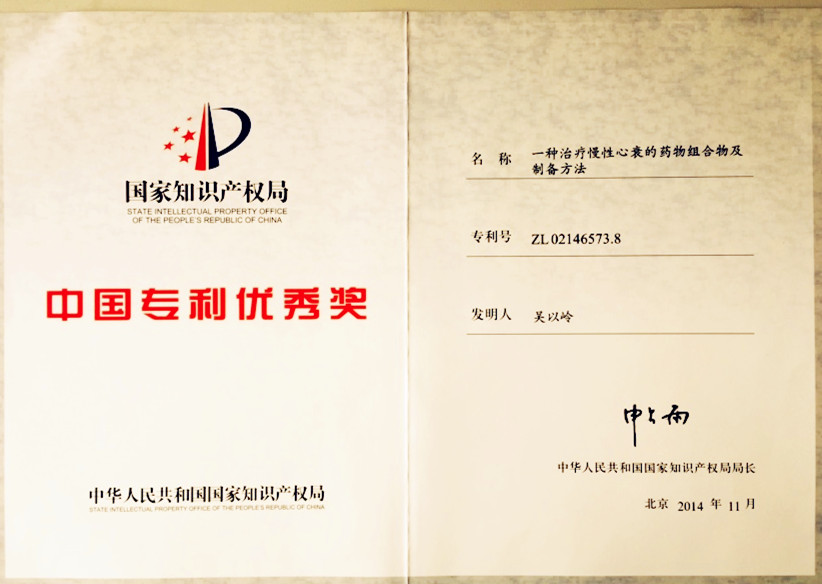 国家知识产权局
STATE INTELLECTUAL PROPERTY OFFICE
OF THE PEOPLE'S REPUBLIC OF CHINA
中国专利优秀奖
中华人民共和国国家知识产权局
STATE INTELLECTUAL PROPERTY OFFICE OF THE PEOPLE'S REPUBLIC OF CHINA
名 称 一种治疗慢性心衰的药物组合物及
制备方法
专利号 ZL 02146573.8
发明人 吴以岭
申长雨
中华人民共和国国家知识产权局局长
北京 2014 年 11 月